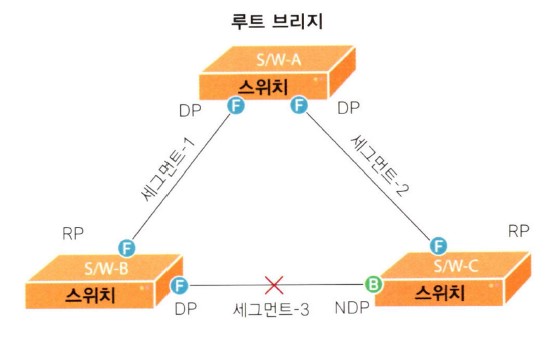 루트 브리지
S/W-A
스위치
DP F F DP
세그먼트-1
세그먼트-2
RP F
F RP
S/W-B
스위치
S/W-C
스위치
F B
DP 세그먼트-3 NDP